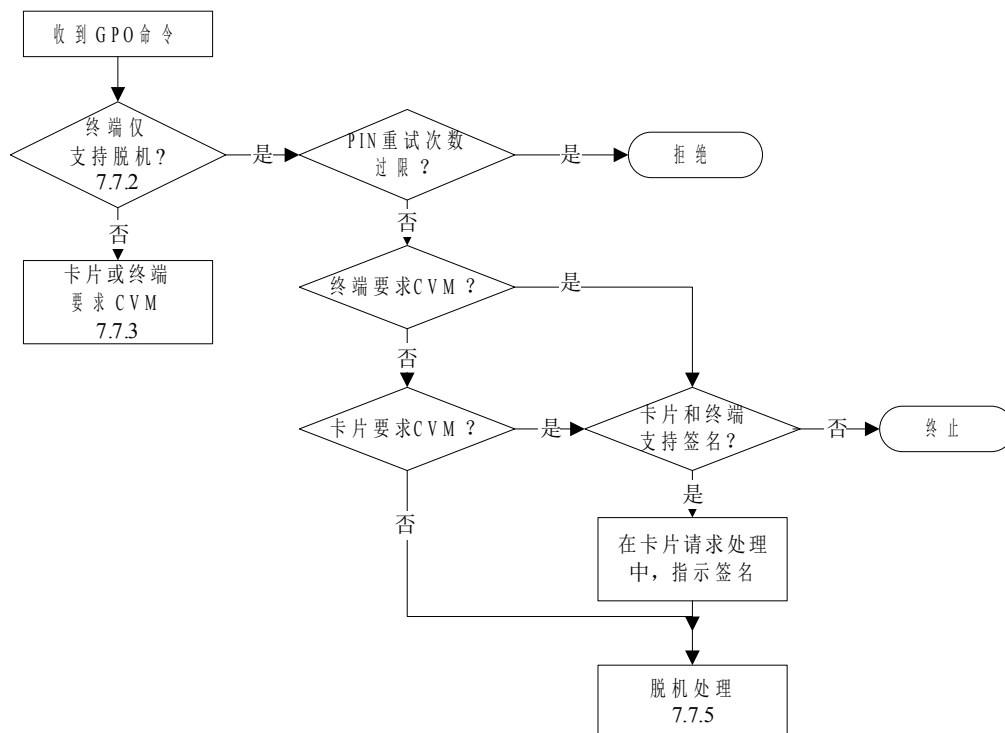 收到GPO命令
终端仅
支持脱机？
7.7.2
是
PIN重试次数
过限？
是
拒绝
否
否
卡片或终端
要求CVM
7.7.3
终端要求CVM？
是
否
卡片要求CVM？
是
卡片和终端
支持签名？
否
终止
是
否
在卡片请求处理
中，指示签名
脱机处理
7.7.5